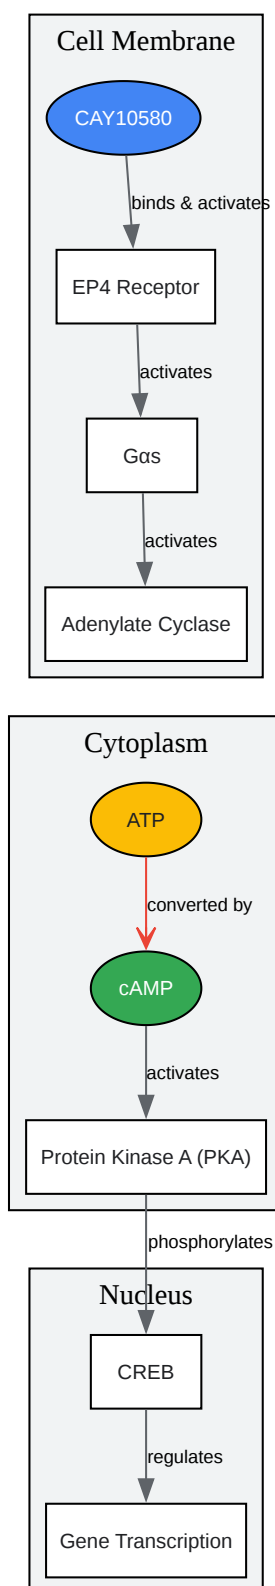 Cell Membrane
CAY10580
binds & activates
EP4 Receptor
activates
Gαs
activates
Adenylate Cyclase
Cytoplasm
ATP
converted by
cAMP
activates
Protein Kinase A (PKA)
phosphorylates
Nucleus
CREB
regulates
Gene Transcription